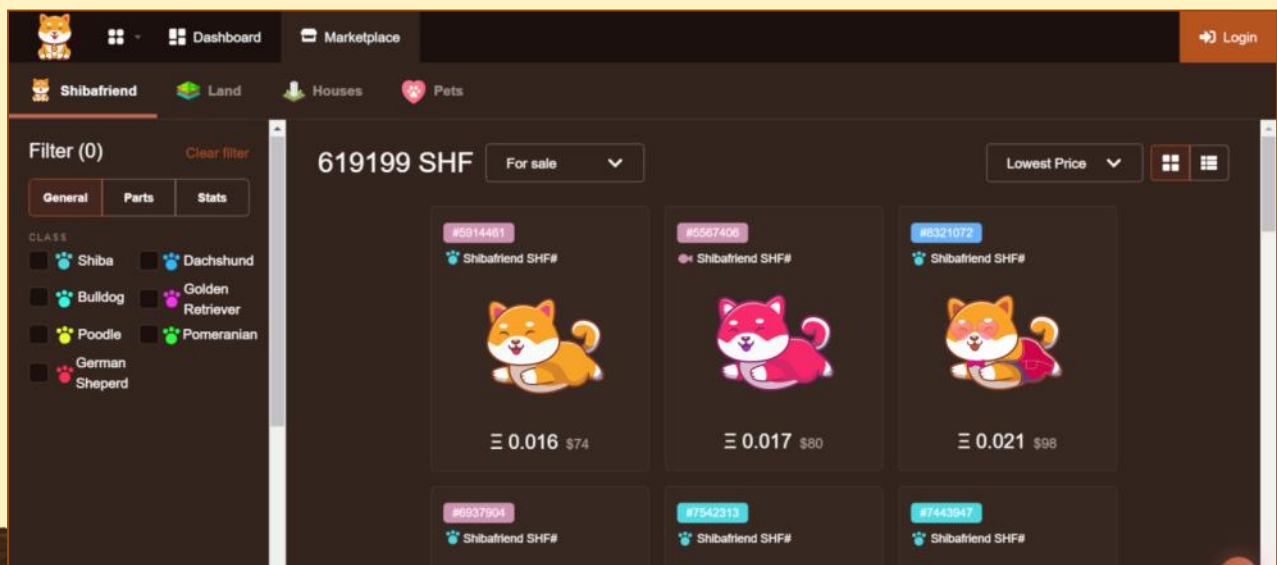 Dashboard
Marketplace
Login
Shibafriend
Land
Houses
Pets
Filter (0)
Clear filter
General
Parts
Stats
CLASS
Shiba
Dachshund
Bulldog
Golden
Retriever
Poodle
Pomeranian
German
Sheperd
619199 SHF
For sale
Lowest Price
#5914461
Shibafriend SHF#
Ξ 0.016 $74
#5567406
Shibafriend SHF#
Ξ 0.017 $80
#8321072
Shibafriend SHF#
Ξ 0.021 $98
#6937904
Shibafriend SHF#
#7542313
Shibafriend SHF#
#7443947
Shibafriend SHF#